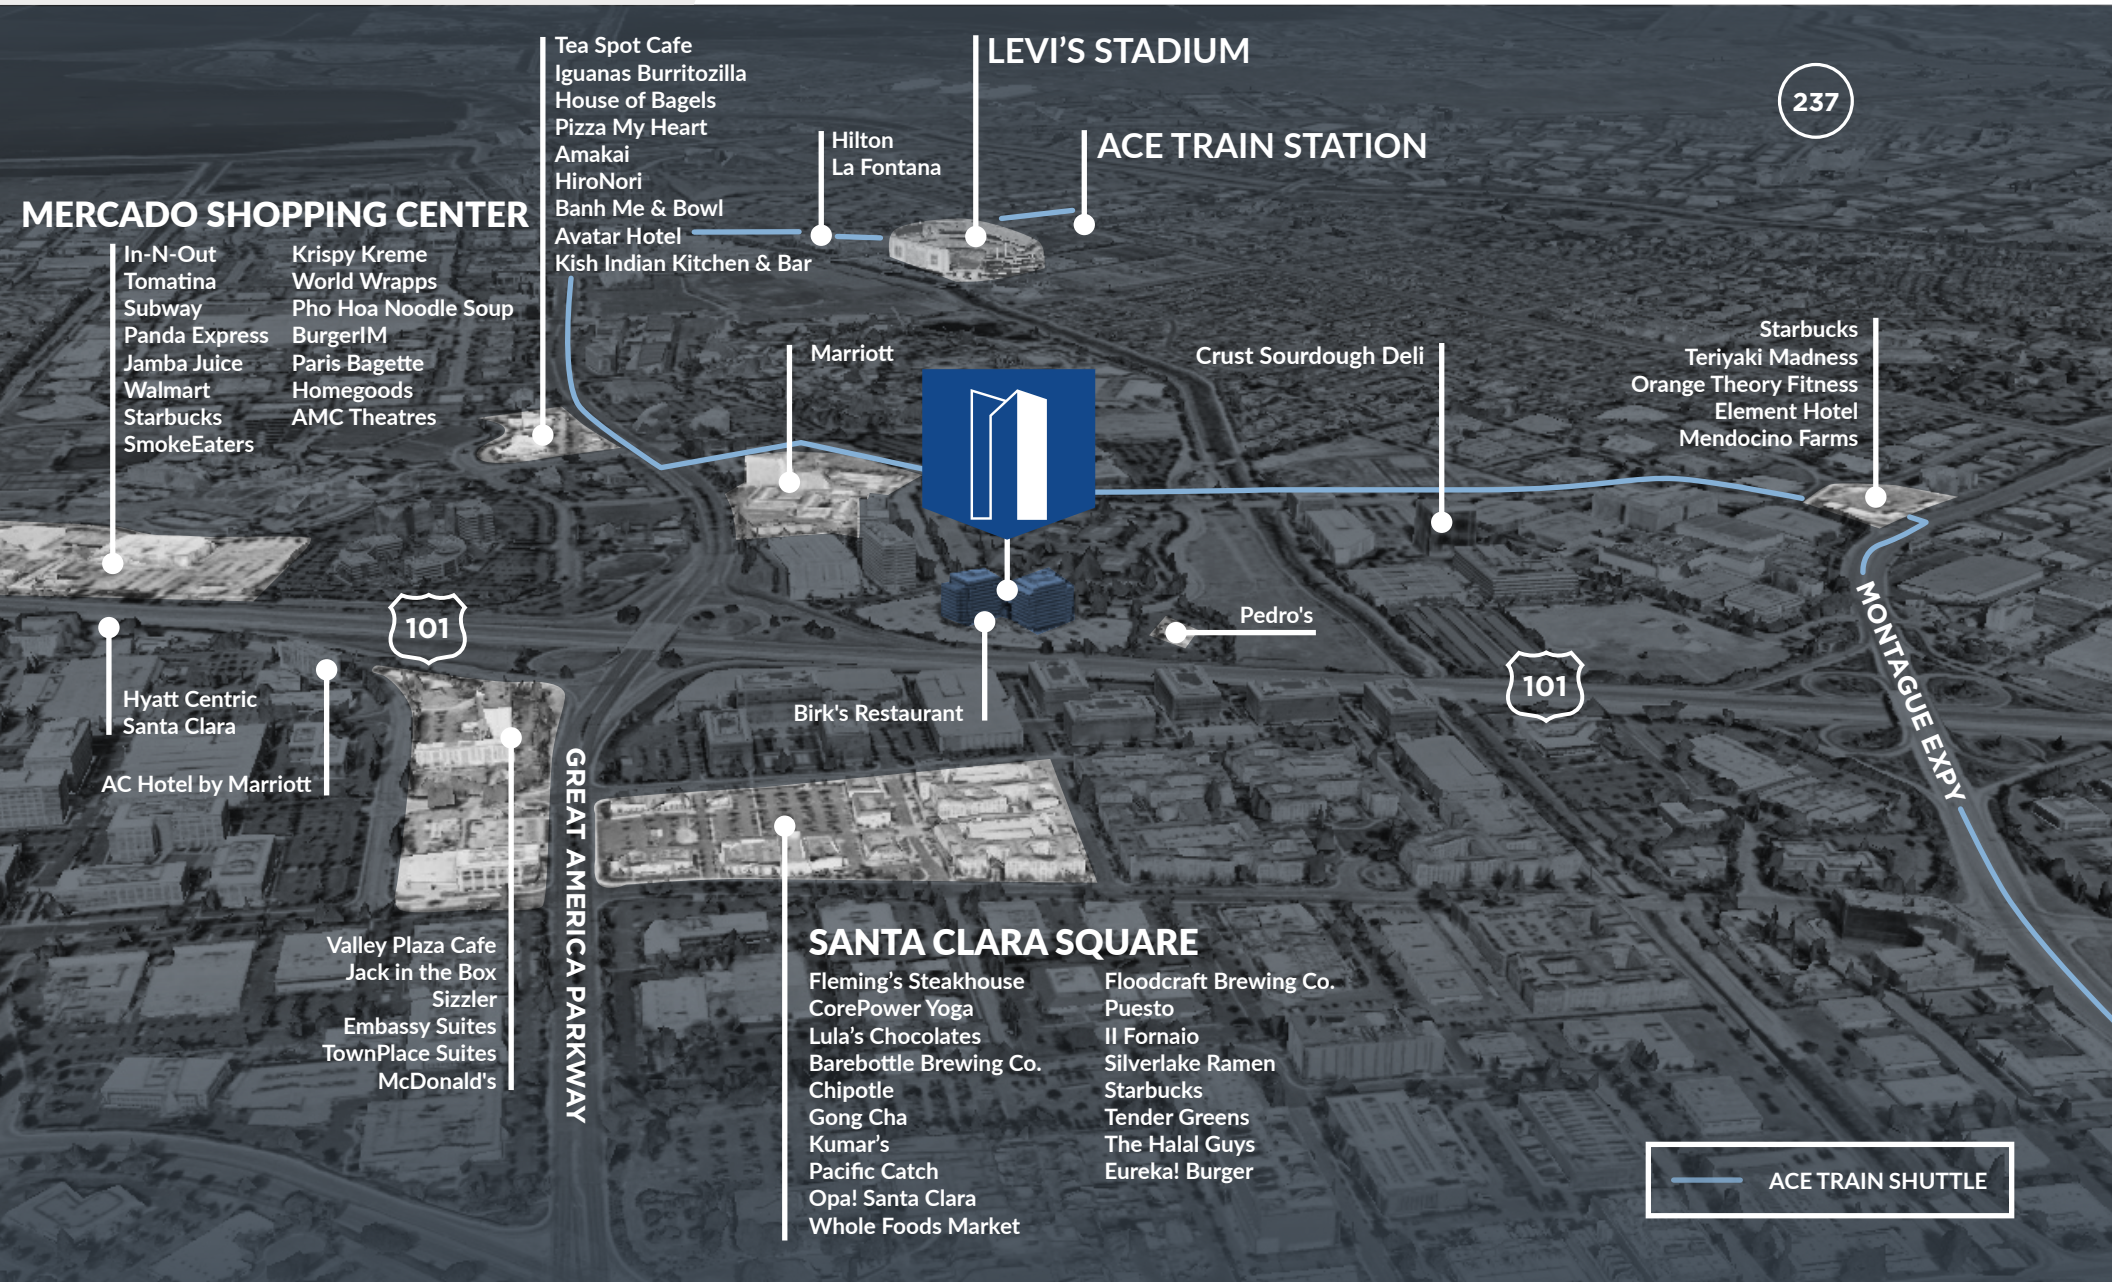 Tea Spot Cafe
Iguanas Burritozilla
House of Bagels
Pizza My Heart
Amakai
HiroNori
Banh Me & Bowl
Avatar Hotel
Kish Indian Kitchen & Bar
LEVI'S STADIUM
237
Hilton
La Fontana
ACE TRAIN STATION
MERCADO SHOPPING CENTER
In-N-Out
Tomatina
Subway
Panda Express
Jamba Juice
Walmart
Starbucks
SmokeEaters
Krispy Kreme
World Wrapps
Pho Hoa Noodle Soup
BurgerIM
Paris Bagette
Homegoods
AMC Theatres
Marriott
Crust Sourdough Deli
Starbucks
Teriyaki Madness
Orange Theory Fitness
Element Hotel
Mendocino Farms
101
Pedro's
101
MONTAGUE EXPY
Hyatt Centric
Santa Clara
Birk's Restaurant
AC Hotel by Marriott
GREAT AMERICA PARKWAY
Valley Plaza Cafe
Jack in the Box
Sizzler
Embassy Suites
TownPlace Suites
McDonald's
SANTA CLARA SQUARE
Fleming's Steakhouse
CorePower Yoga
Lula's Chocolates
Barebottle Brewing Co.
Chipotle
Gong Cha
Kumar's
Pacific Catch
Opa! Santa Clara
Whole Foods Market
Floodcraft Brewing Co.
Puesto
Il Fornaio
Silverlake Ramen
Starbucks
Tender Greens
The Halal Guys
Eureka! Burger
ACE TRAIN SHUTTLE